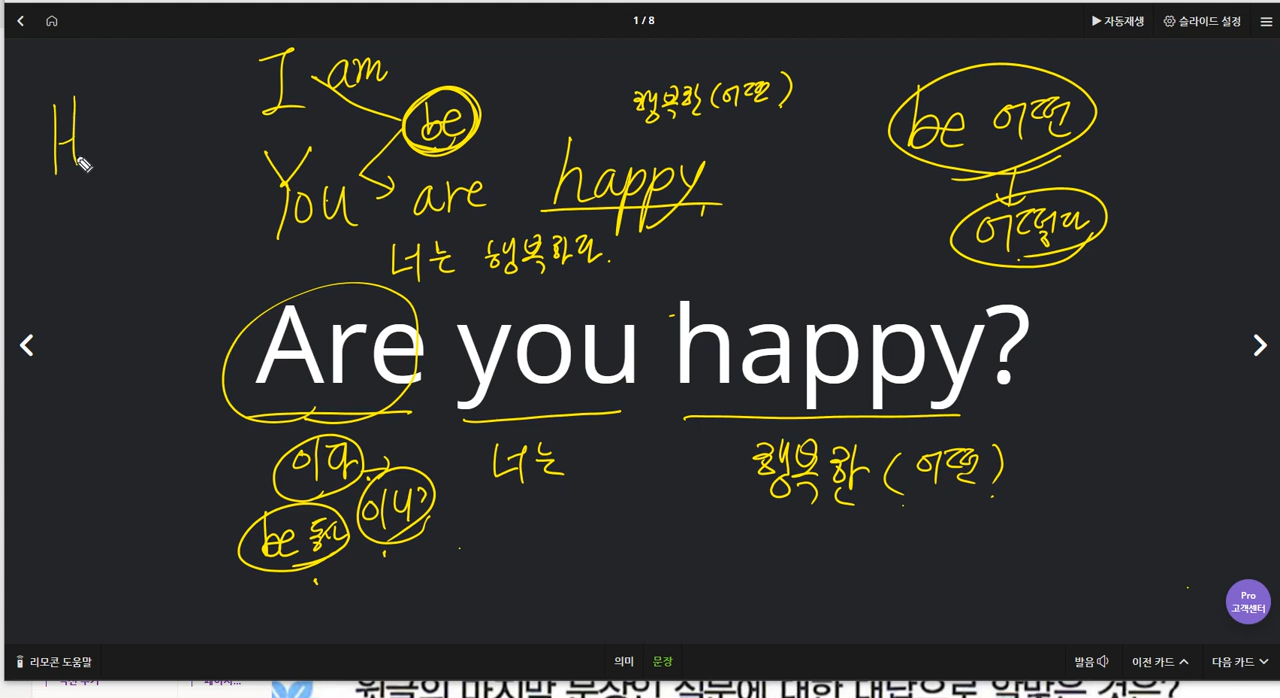 1 / 8
자동재생
슬라이드 설정
I am
be
행복한 (어떤)
be 어떤
H
You are happy
어떻다
너는 행복하다.
Are you happy?
이다
너는
행복한 (어떤)
이니?
be 동사
Pro
고객센터
리모콘 도움말
의미
문장
발음
이전 카드
다음 카드